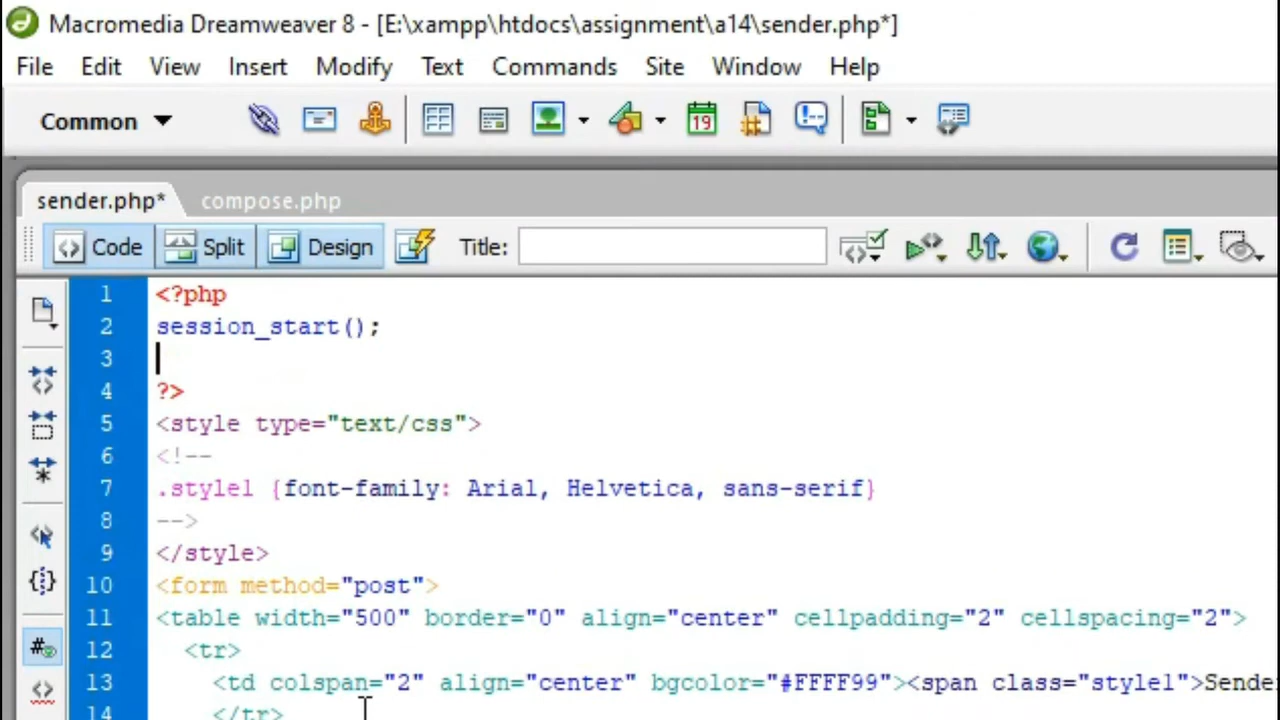 Macromedia Dreamweaver 8 - [E:\xampp\htdocs\assignment\a14\sender.php*]
File Edit View Insert Modify Text Commands Site Window Help
Common
19
sender.php* compose.php
Code Split Design Title:
1 <?php
2 session_start();
3
4 ?>
5 <style type="text/css">
6 <!--
7 .style1 {font-family: Arial, Helvetica, sans-serif}
8 -->
9 </style>
10 <form method="post">
11 <table width="500" border="0" align="center" cellpadding="2" cellspacing="2">
12 <tr>
13 <td colspan="2" align="center" bgcolor="#FFFF99"><span class="style1">Sende
14 </tr>